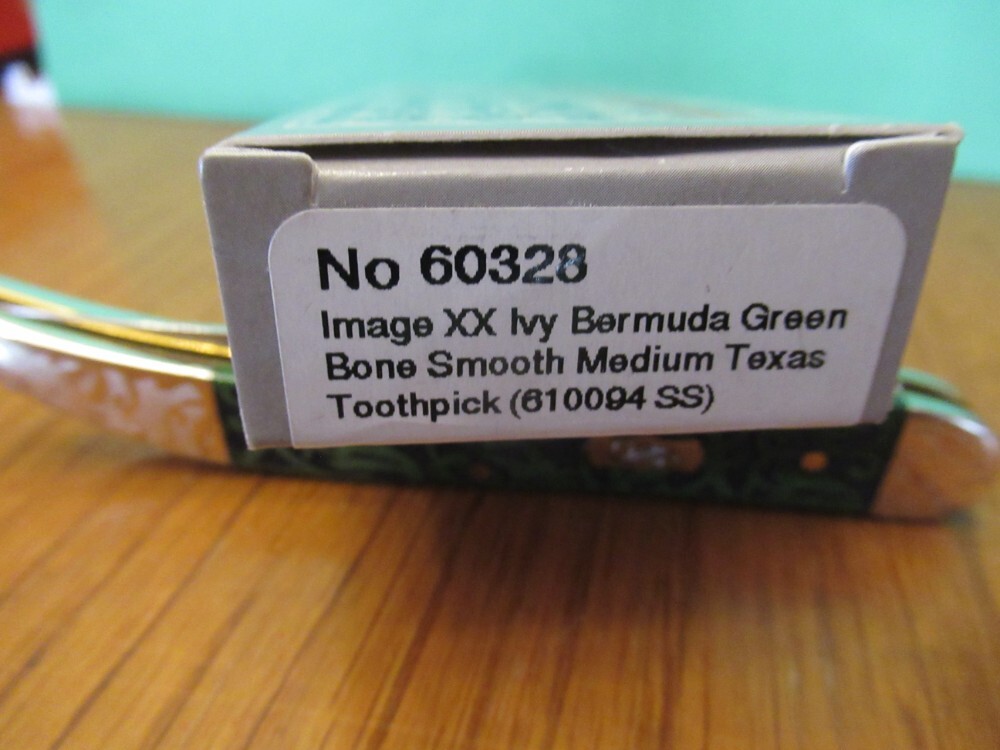 No 60328
Image XX Ivy Bermuda Green
Bone Smooth Medium Texas
Toothpick (610094 SS)